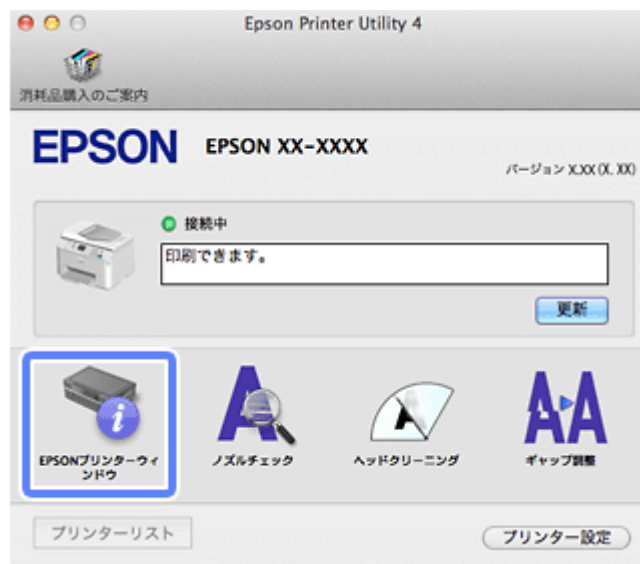 Epson Printer Utility 4
消耗品購入のご案内
EPSON
EPSON XX-XXXX
バージョン X.XX (X. XX)
接続中
印刷できます。
更新
EPSONプリンターウィ
ンドウ
ノズルチェック
ヘッドクリーニング
ギャップ調整
プリンターリスト
プリンター設定